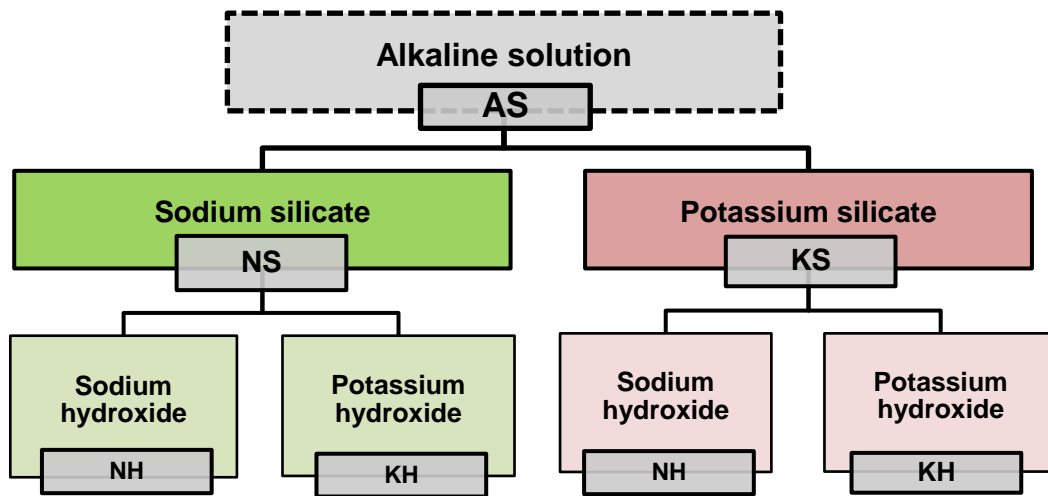 Alkaline solution
AS
Sodium silicate
NS
Potassium silicate
KS
Sodium
hydroxide
NH
Potassium
hydroxide
KH
Sodium
hydroxide
NH
Potassium
hydroxide
KH